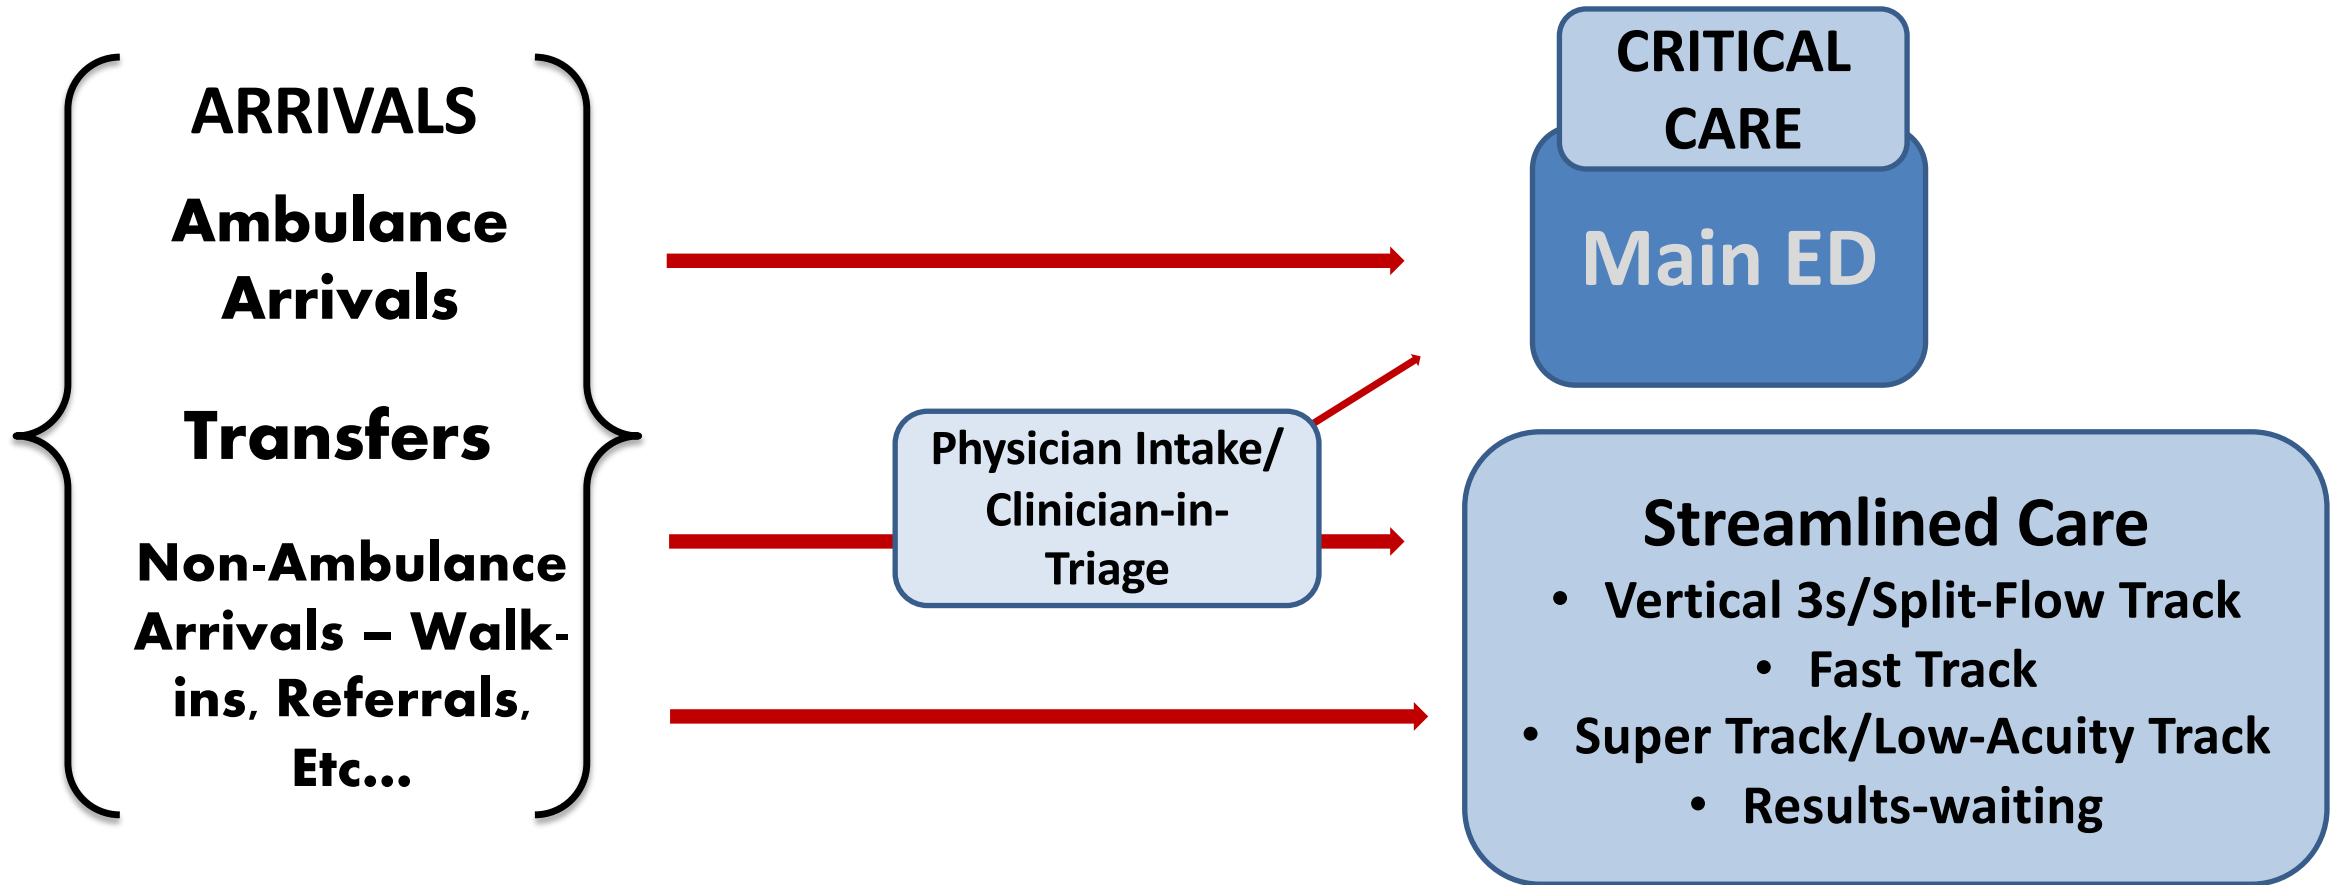 ARRIVALS
Ambulance
Arrivals
Transfers
Non-Ambulance
Arrivals – Walk-
ins, Referrals,
Etc...
Physician Intake/
Clinician-in-
Triage
CRITICAL
CARE
Main ED
Streamlined Care
• Vertical 3s/Split-Flow Track
• Fast Track
• Super Track/Low-Acuity Track
• Results-waiting